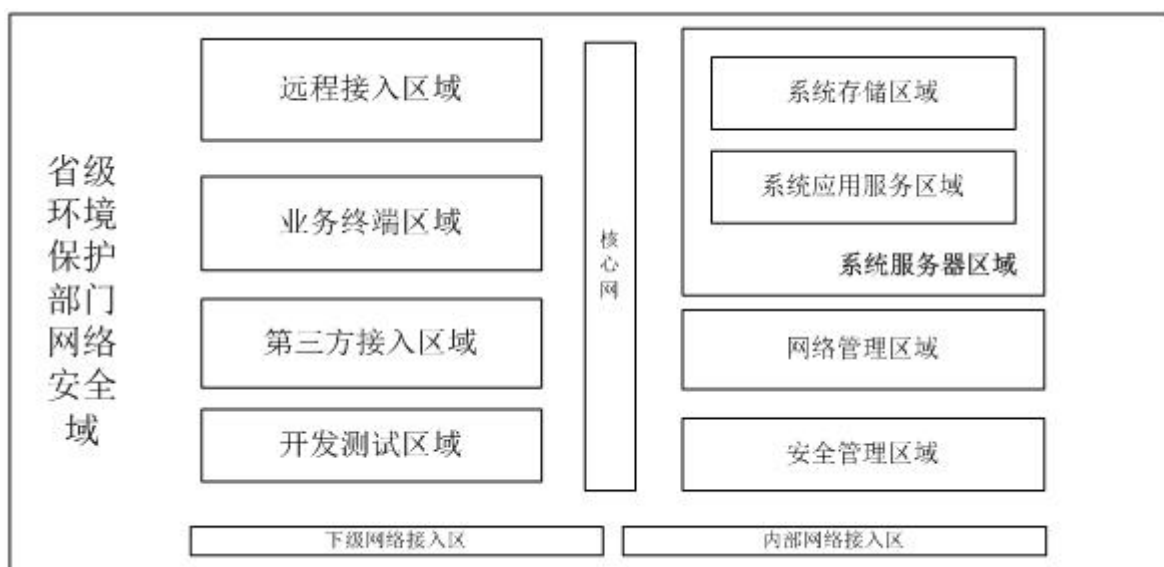 省级
环境
保护
部门
网络
安全
域
远程接入区域
业务终端区域
第三方接入区域
开发测试区域
核
心
网
系统存储区域
系统应用服务区域
系统服务器区域
网络管理区域
安全管理区域
下级网络接入区
内部网络接入区